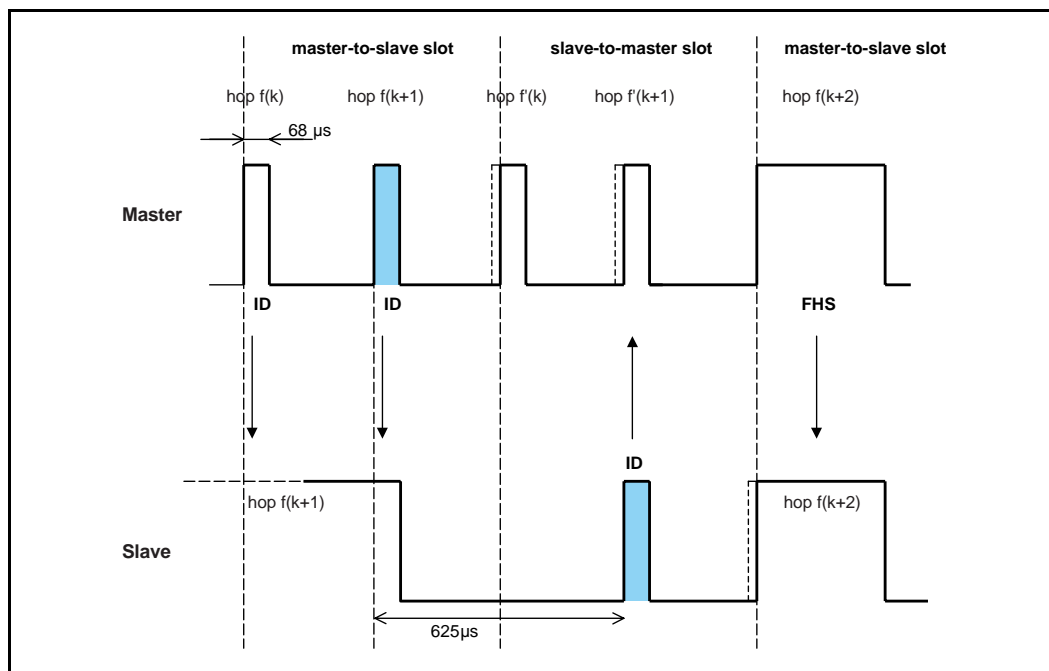 master-to-slave slot slave-to-master slot master-to-slave slot
hop f(k) hop f(k+1) hop f'(k) hop f'(k+1) hop f(k+2)
68 µs
Master
ID ID FHS
ID
hop f(k+1) hop f(k+2)
Slave
625µs